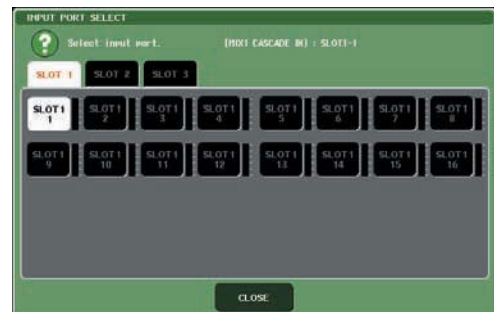 INPUT PORT SELECT
? Select input port. [MIX1 CASCADE IN] : SLOT1-1
SLOT 1 SLOT 2 SLOT 3
SLOT1 SLOT1 SLOT1 SLOT1 SLOT1 SLOT1 SLOT1 SLOT1
1 2 3 4 5 6 7 8
SLOT1 SLOT1 SLOT1 SLOT1 SLOT1 SLOT1 SLOT1 SLOT1
9 10 11 12 13 14 15 16
CLOSE